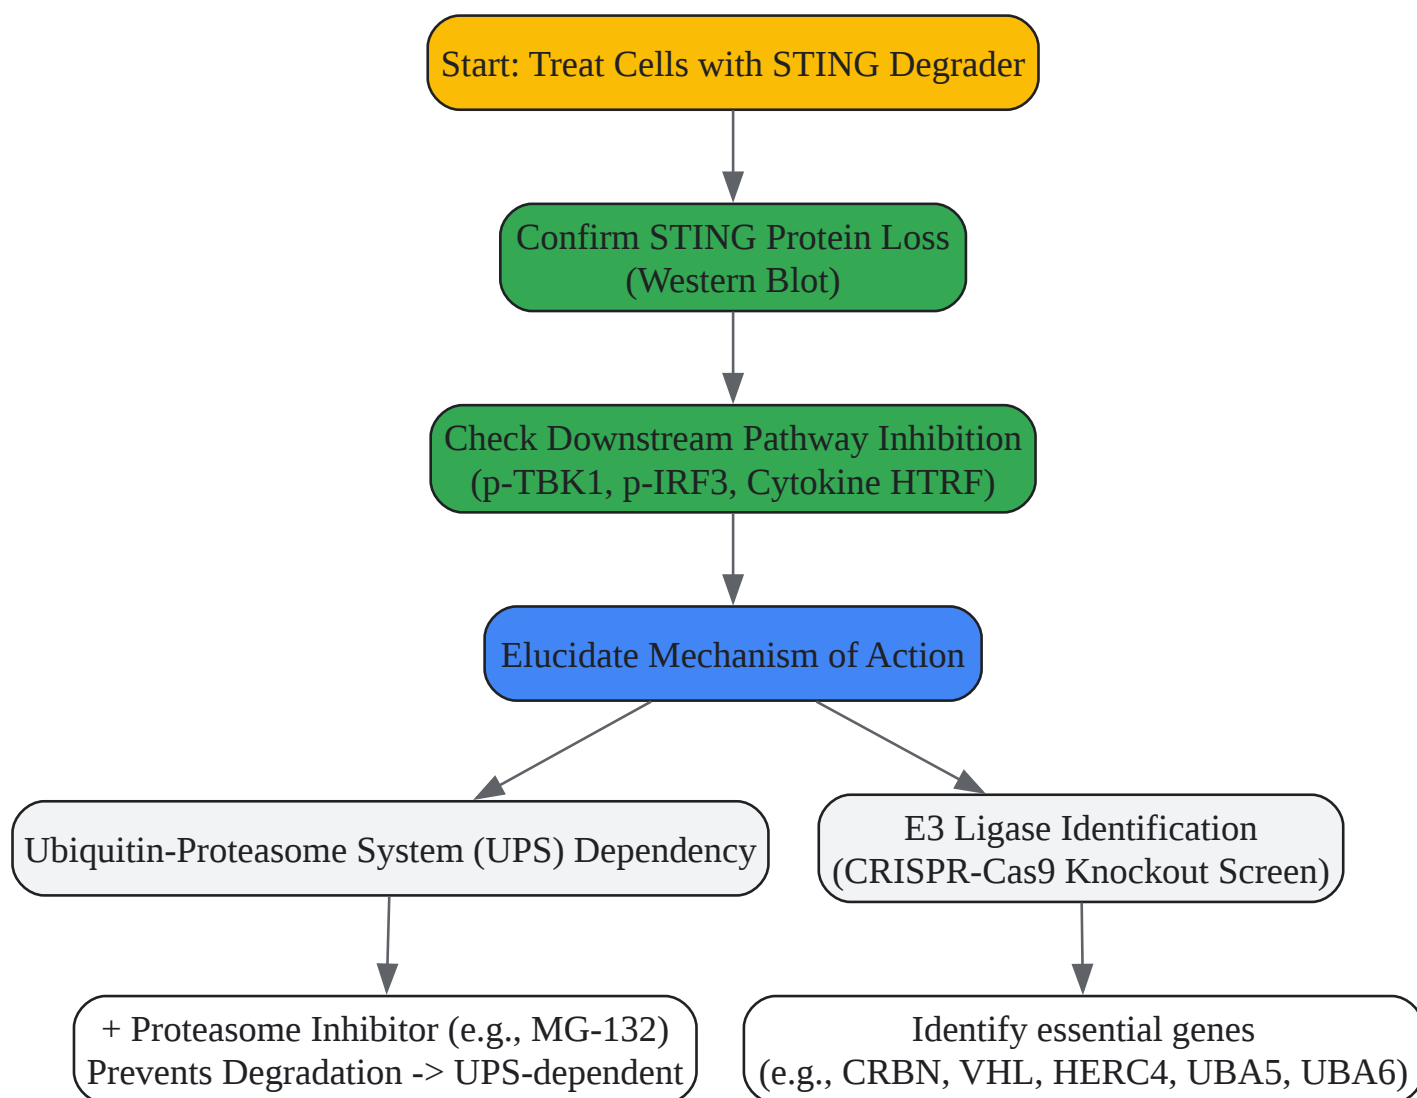 Start: Treat Cells with STING Degrader
Confirm STING Protein Loss
(Western Blot)
Check Downstream Pathway Inhibition
(p-TBK1, p-IRF3, Cytokine HTRF)
Elucidate Mechanism of Action
Ubiquitin-Proteasome System (UPS) Dependency
E3 Ligase Identification
(CRISPR-Cas9 Knockout Screen)
+ Proteasome Inhibitor (e.g., MG-132)
Prevents Degradation -> UPS-dependent
Identify essential genes
(e.g., CRBN, VHL, HERC4, UBA5, UBA6)